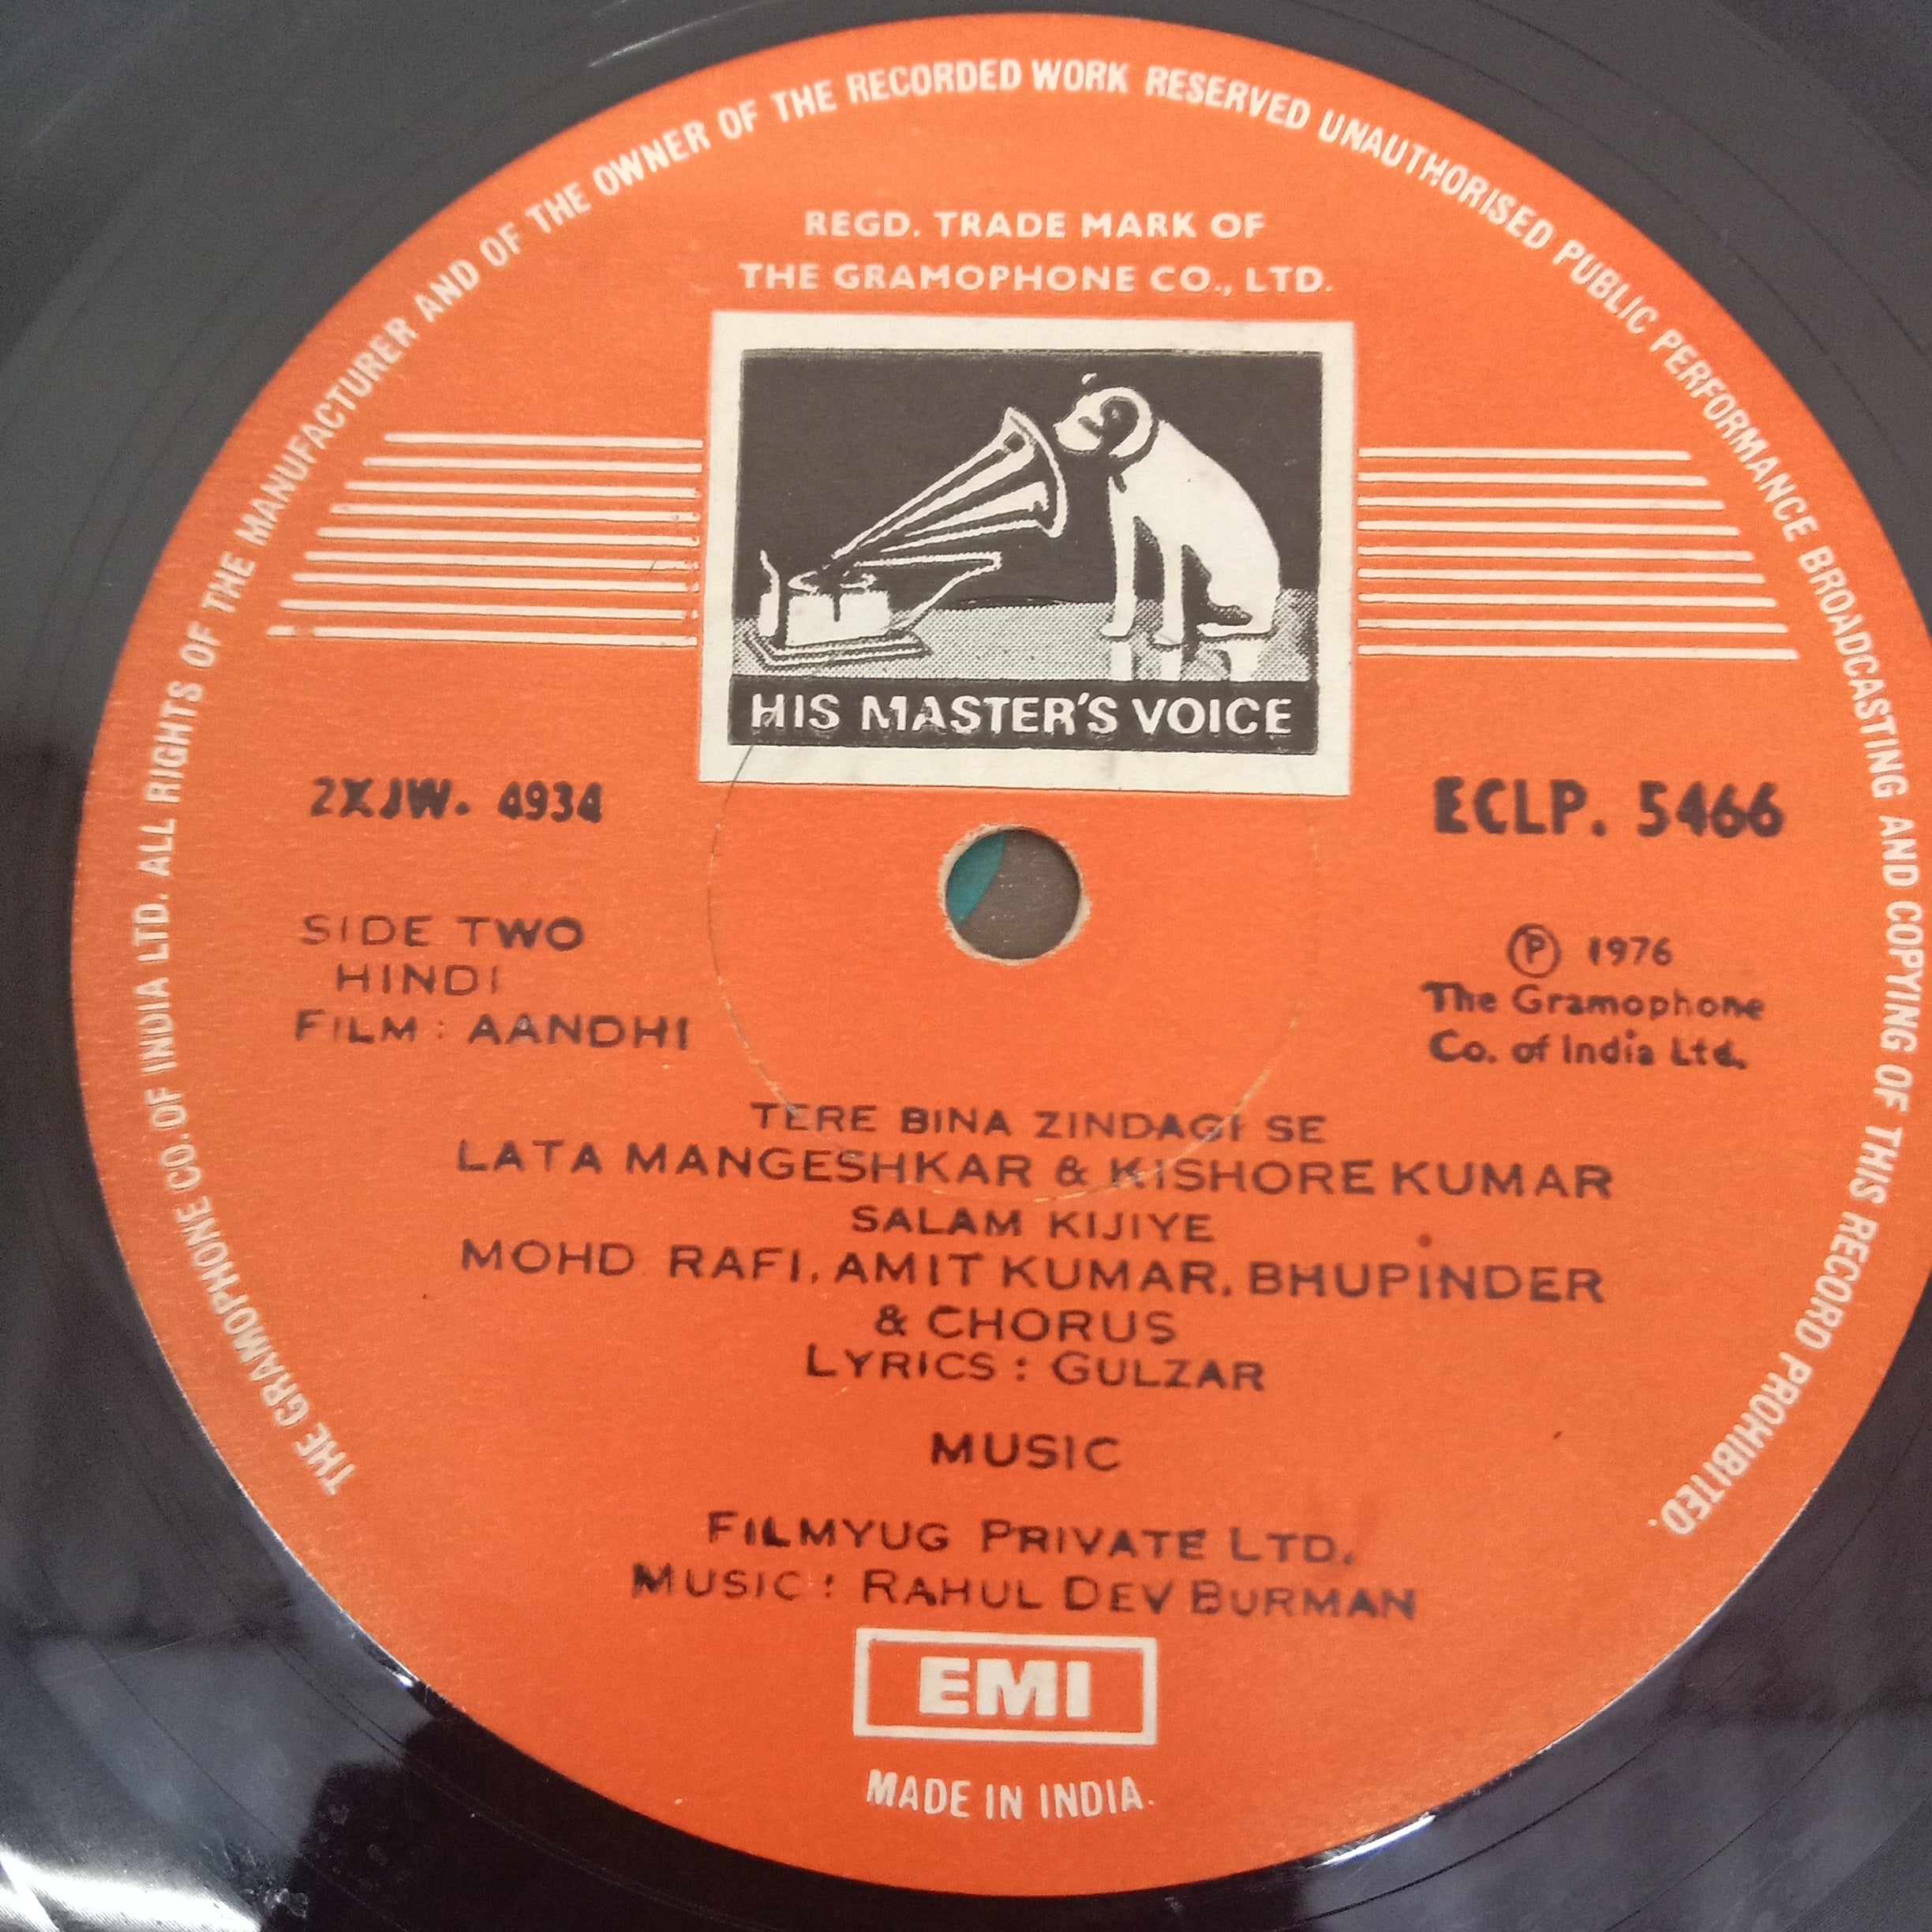 THE GRAMOPHONE CO. OF INDIA LTD. ALL RIGHTS OF THE MANUFACTURER AND OF THE OWNER OF THE RECORDED WORK RESERVED UNAUTHORISED PUBLIC PERFORMANCE BROADCASTING AND COPYING OF THIS RECORD PROHIBITED.
REGD. TRADE MARK OF
THE GRAMOPHONE CO., LTD.
HIS MASTER'S VOICE
2XJW. 4934
ECLP. 5466
SIDE TWO
HINDI
FILM : AANDHI
Ⓟ 1976
The Gramophone
Co. of India Ltd.
TERE BINA ZINDAGI SE
LATA MANGESHKAR & KISHORE KUMAR
SALAM KIJIYE
MOHD RAFI, AMIT KUMAR, BHUPINDER
& CHORUS
LYRICS : GULZAR
MUSIC
FILMYUG PRIVATE LTD.
MUSIC : RAHUL DEV BURMAN
EMI
MADE IN INDIA.